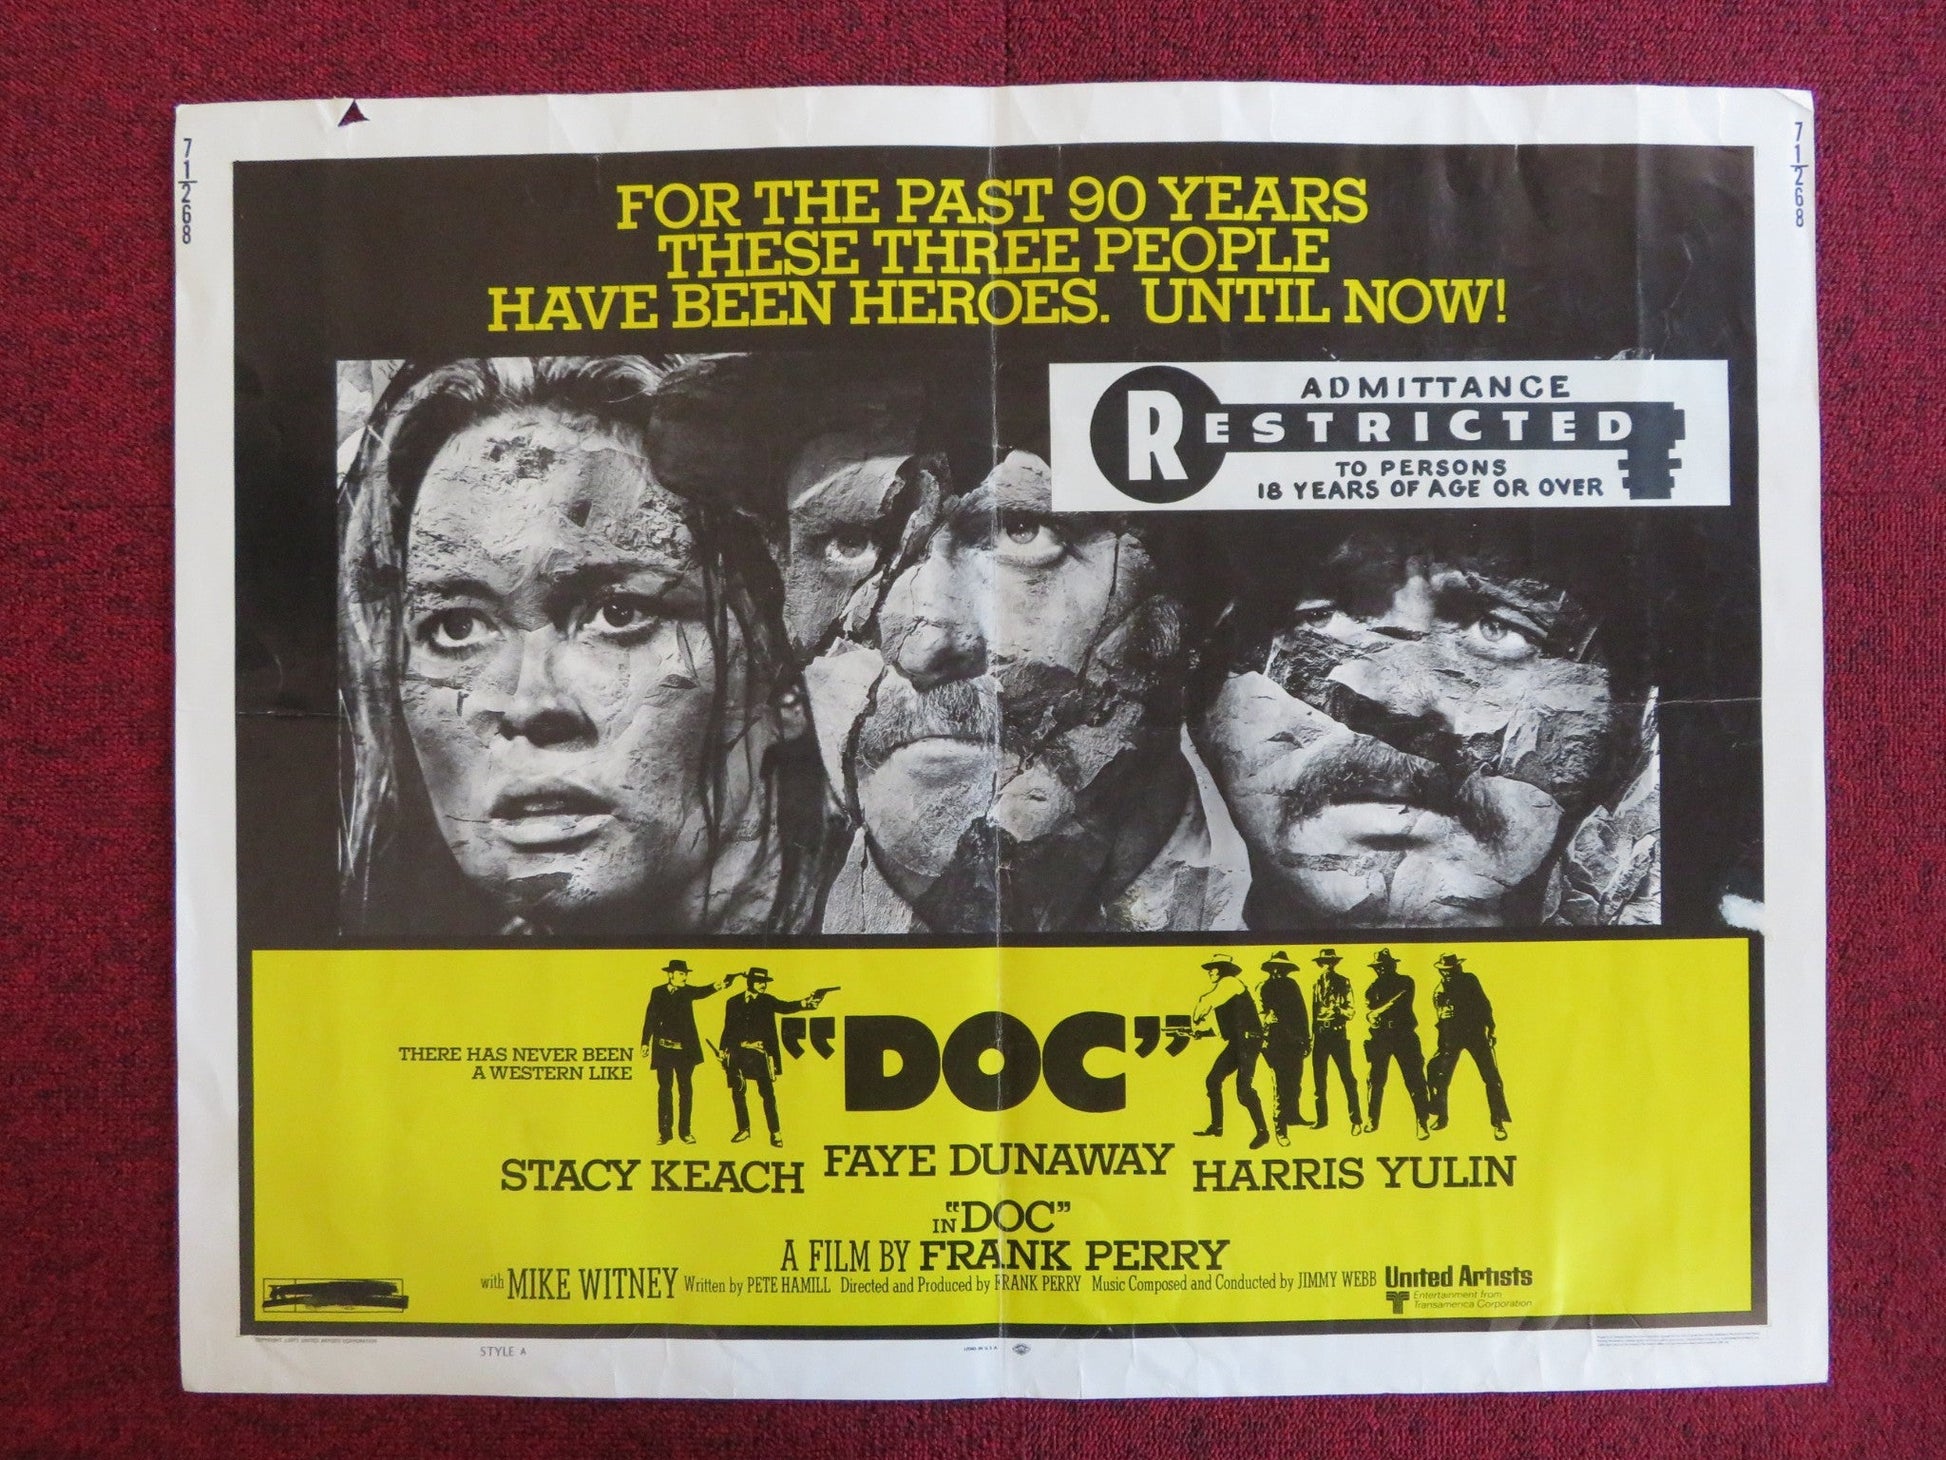 71/268
71/268
FOR THE PAST 90 YEARS
THESE THREE PEOPLE
HAVE BEEN HEROES. UNTIL NOW!
ADMITTANCE
RESTRICTED
TO PERSONS
18 YEARS OF AGE OR OVER
THERE HAS NEVER BEEN
A WESTERN LIKE
"DOC"
STACY KEACH FAYE DUNAWAY HARRIS YULIN
IN "DOC"
A FILM BY FRANK PERRY
with MIKE WITNEY Written by PETE HAMILL Directed and Produced by FRANK PERRY Music Composed and Conducted by JIMMY WEBB United Artists
Entertainment from
Transamerica Corporation
STYLE A